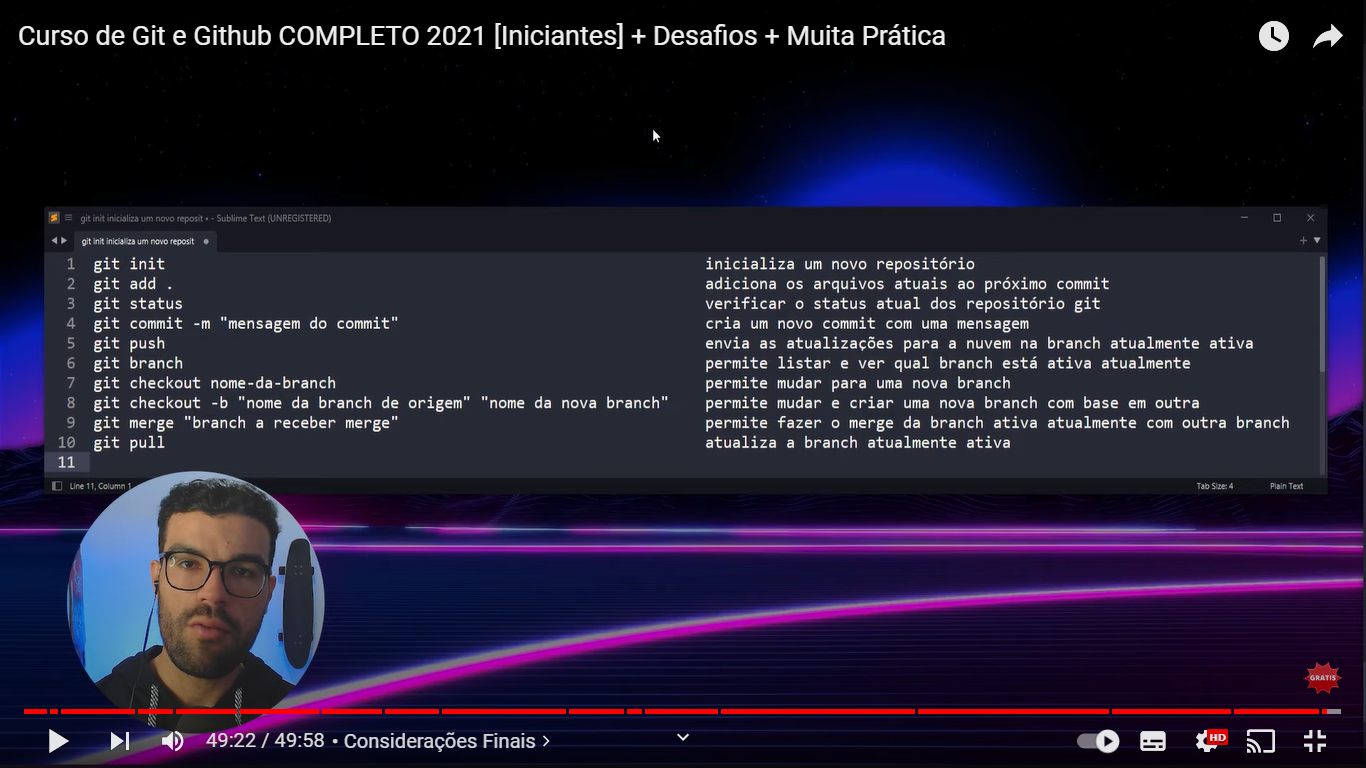 Curso de Git e Github COMPLETO 2021 [Iniciantes] + Desafios + Muita Prática
git init inicializa um novo reposit • - Sublime Text (UNREGISTERED)
git init inicializa um novo reposit
1 git init inicializa um novo repositório
2 git add . adiciona os arquivos atuais ao próximo commit
3 git status verificar o status atual dos repositório git
4 git commit -m "mensagem do commit" cria um novo commit com uma mensagem
5 git push envia as atualizações para a nuvem na branch atualmente ativa
6 git branch permite listar e ver qual branch está ativa atualmente
7 git checkout nome-da-branch permite mudar para uma nova branch
8 git checkout -b "nome da branch de origem" "nome da nova branch" permite mudar e criar uma nova branch com base em outra
9 git merge "branch a receber merge" permite fazer o merge da branch ativa atualmente com outra branch
10 git pull atualiza a branch atualmente ativa
11
Line 11, Column 1 Tab Size: 4 Plain Text
GRATIS
49:22 / 49:58 • Considerações Finais HD